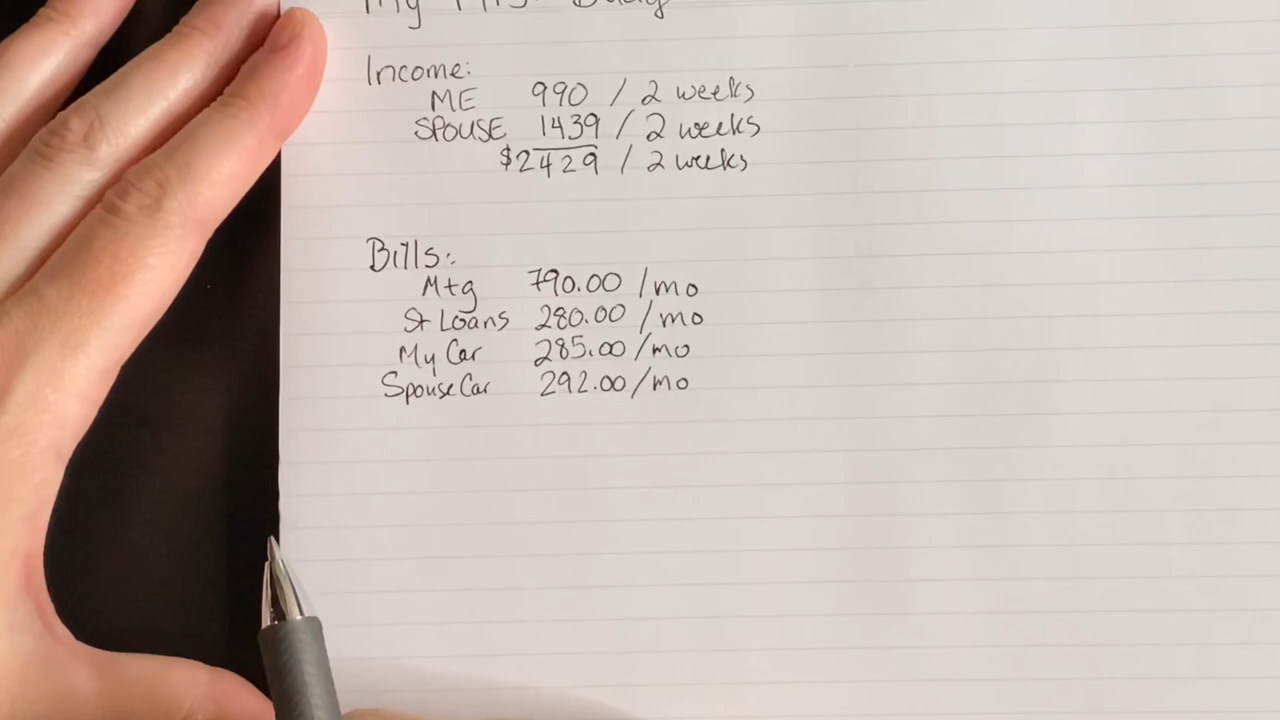 My
Income:
ME 990 / 2 weeks
SPOUSE 1439 / 2 weeks
$2429 / 2 weeks
Bills:
Mtg 790.00 /mo
St Loans 280.00 /mo
My Car 285.00 /mo
Spouse Car 292.00 /mo